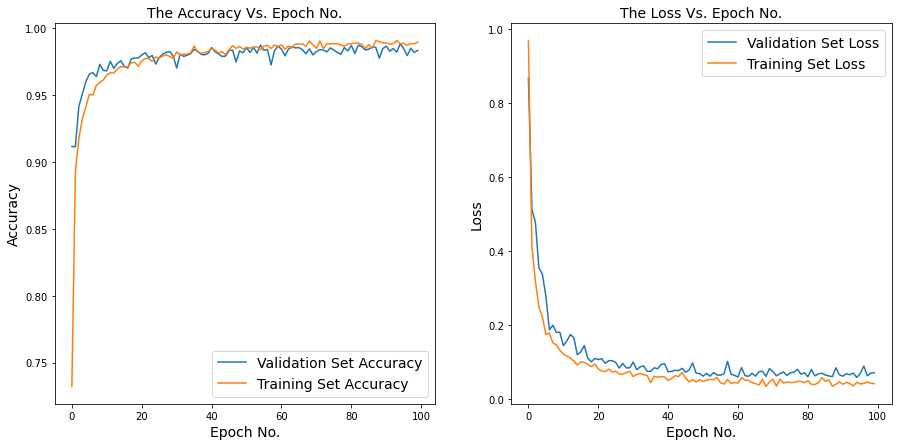 The Accuracy Vs. Epoch No.
1.00
0.95
0.90
0.85
0.80
0.75
Accuracy
Validation Set Accuracy
Training Set Accuracy
0 20 40 60 80 100
Epoch No.
The Loss Vs. Epoch No.
1.0
0.8
0.6
0.4
0.2
0.0
Loss
Validation Set Loss
Training Set Loss
0 20 40 60 80 100
Epoch No.